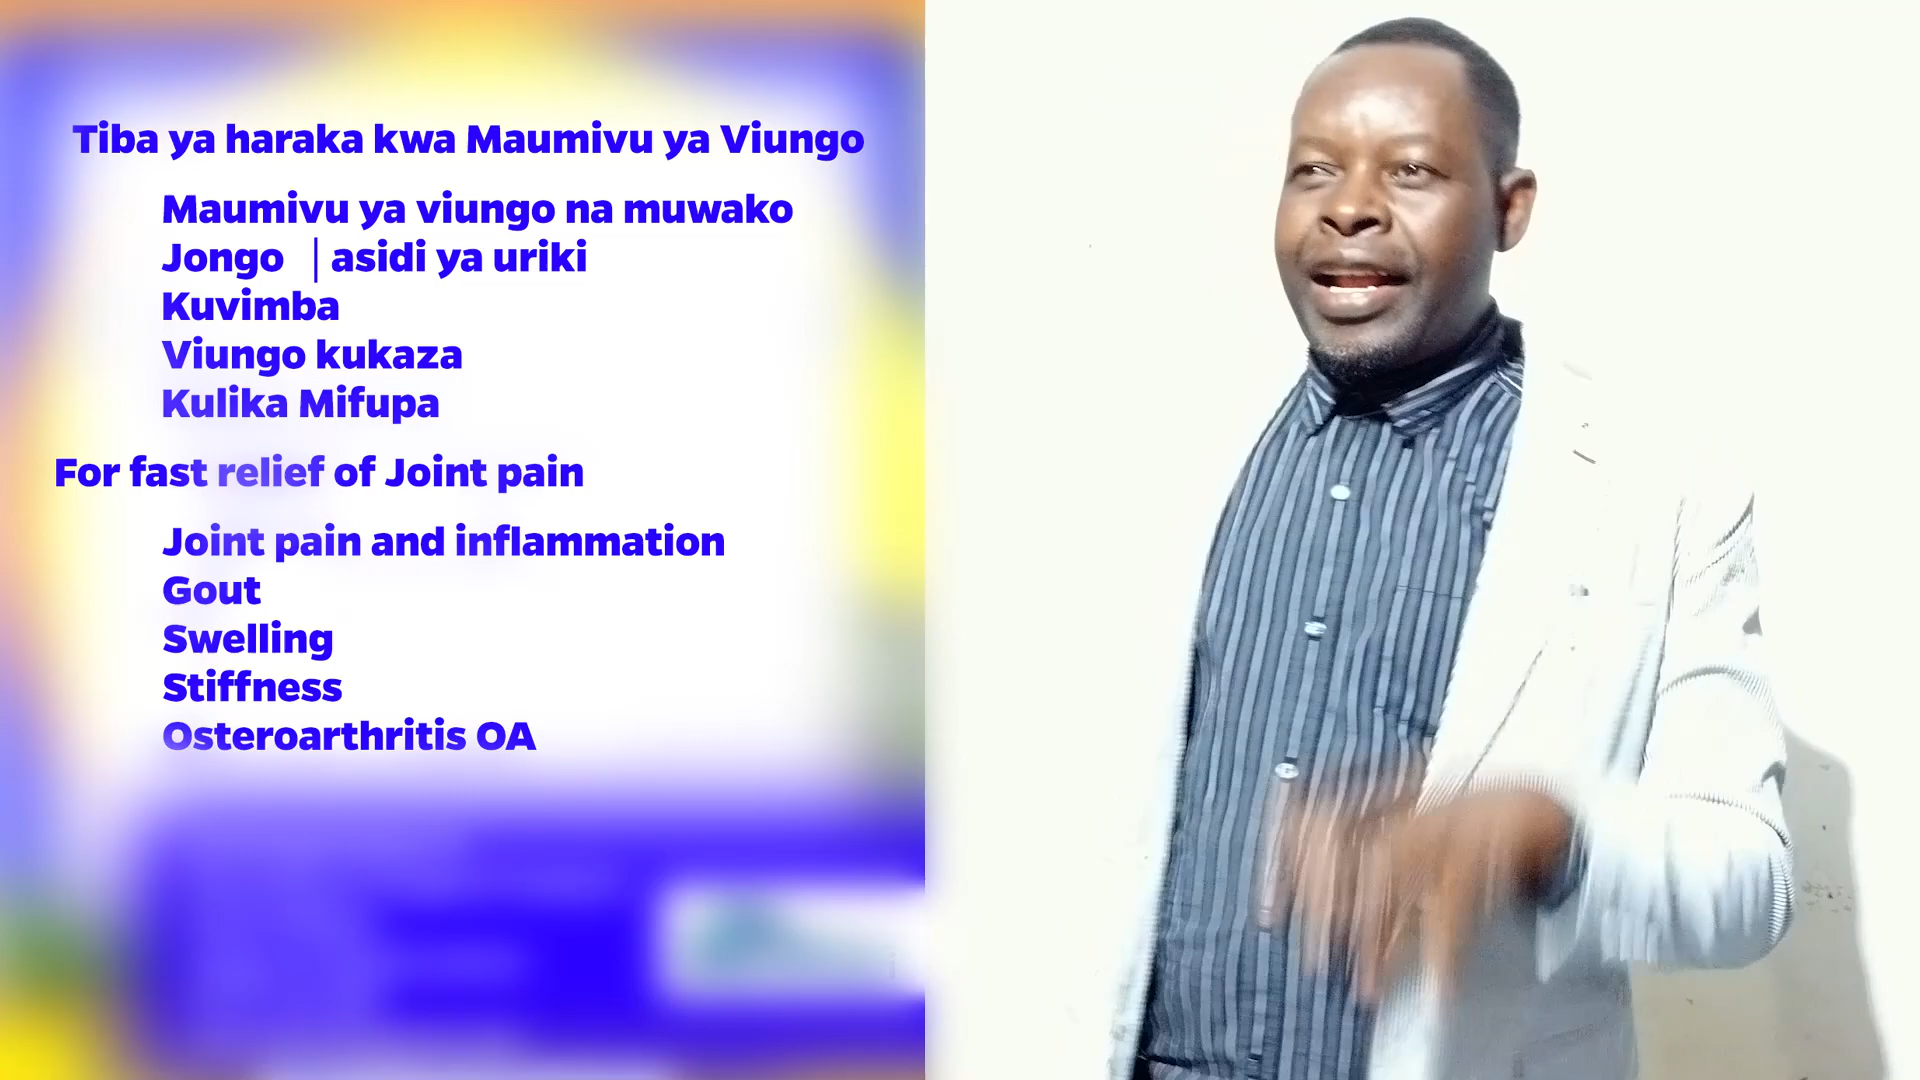 Tiba ya haraka kwa Maumivu ya Viungo
Maumivu ya viungo na muwako
Jongo | asidi ya uriki
Kuvimba
Viungo kukaza
Kulika Mifupa
For fast relief of Joint pain
Joint pain and inflammation
Gout
Swelling
Stiffness
Osteroarthritis OA